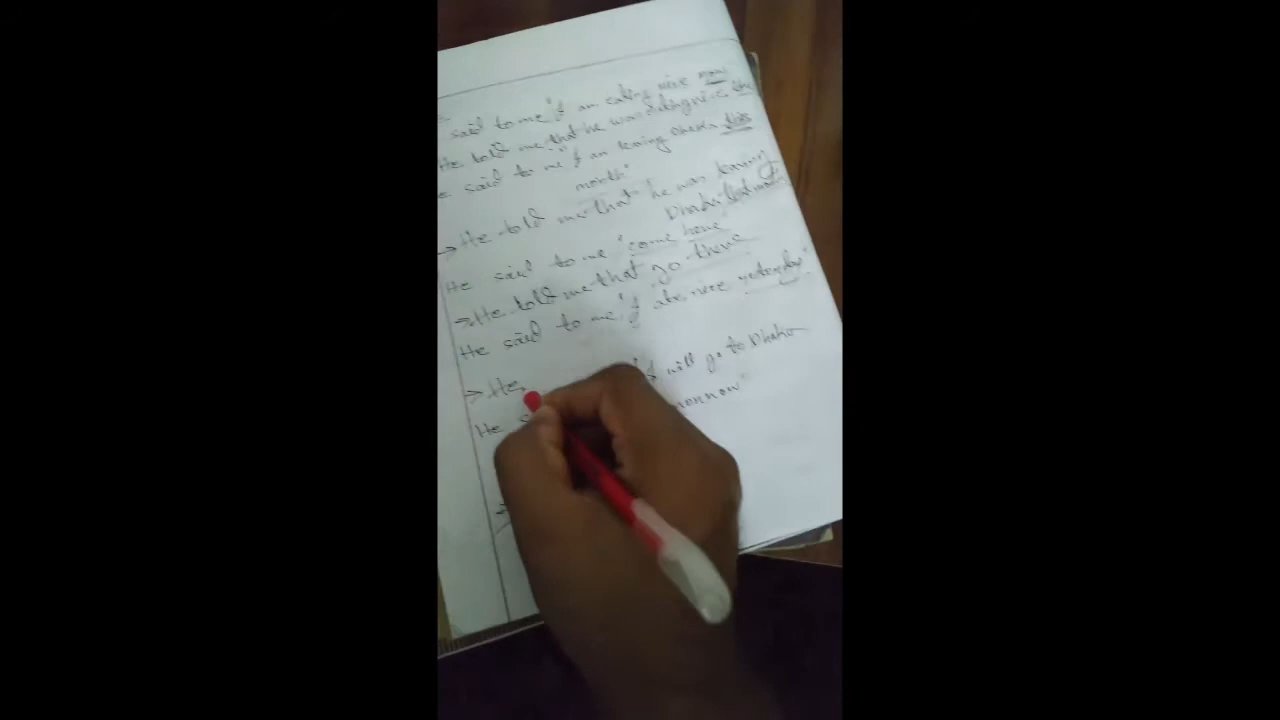 said to me "I am eating rice now
He told me that he was eating rice the
He said to me "I am leaving Dhaka this
month"
→ He told me that he was leaving
Dhaka that month
He said to me "come here
→ He told me that go there
He said to me "I ate rice yesterday"
→ He
He I will go to Dhaka